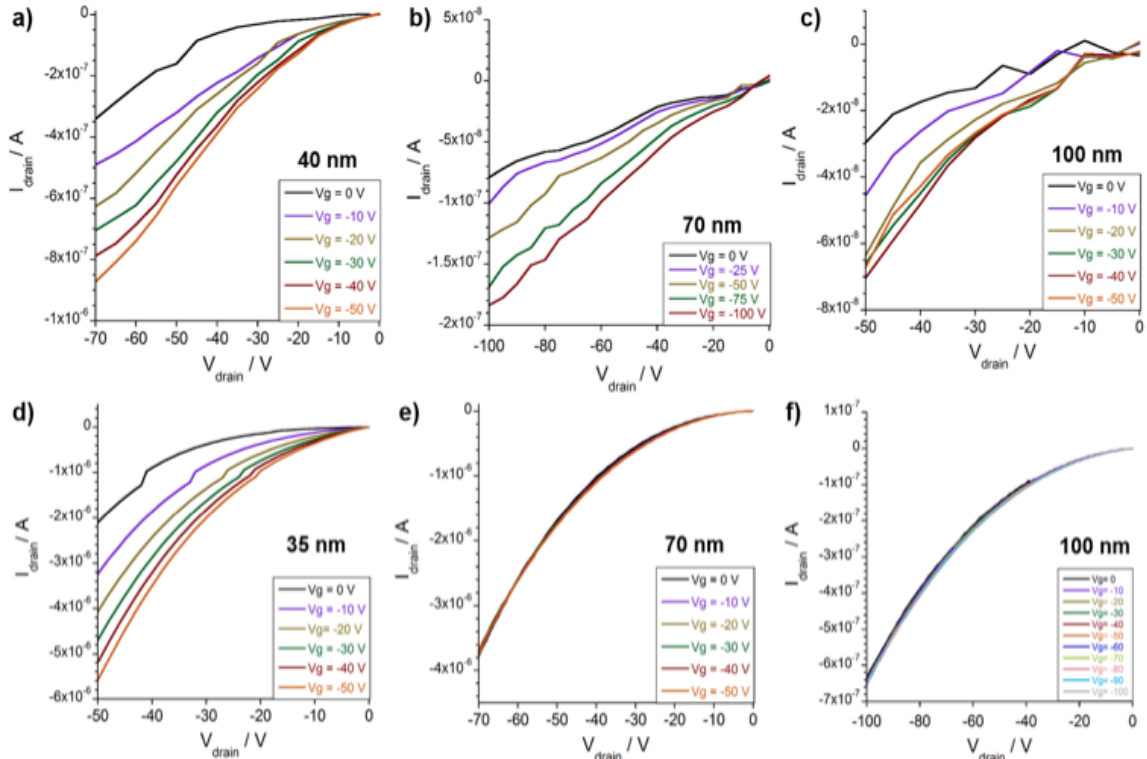 a)
0
-2x10⁻⁷
-4x10⁻⁷
-6x10⁻⁷
-8x10⁻⁷
-1x10⁻⁶
I_drain / A
40 nm
Vg = 0 V
Vg = -10 V
Vg = -20 V
Vg = -30 V
Vg = -40 V
Vg = -50 V
-70 -60 -50 -40 -30 -20 -10 0
V_drain / V
b)
5x10⁻⁸
0
-5x10⁻⁸
-1x10⁻⁷
-1.5x10⁻⁷
-2x10⁻⁷
I_drain / A
70 nm
Vg = 0 V
Vg = -25 V
Vg = -50 V
Vg = -75 V
Vg = -100 V
-100 -80 -60 -40 -20 0
V_drain / V
c)
0
-2x10⁻⁸
-4x10⁻⁸
-6x10⁻⁸
-8x10⁻⁸
I_drain / A
100 nm
Vg = 0 V
Vg = -10 V
Vg = -20 V
Vg = -30 V
Vg = -40 V
Vg = -50 V
-50 -40 -30 -20 -10 0
V_drain / V
d)
0
-1x10⁻⁶
-2x10⁻⁶
-3x10⁻⁶
-4x10⁻⁶
-5x10⁻⁶
-6x10⁻⁶
I_drain / A
35 nm
Vg = 0 V
Vg = -10 V
Vg= -20 V
Vg = -30 V
Vg = -40 V
Vg = -50 V
-50 -40 -30 -20 -10 0
V_drain / V
e)
0
-1x10⁻⁶
-2x10⁻⁶
-3x10⁻⁶
-4x10⁻⁶
I_drain / A
70 nm
Vg = 0 V
Vg = -10 V
Vg = -20 V
Vg = -30 V
Vg = -40 V
Vg = -50 V
-70 -60 -50 -40 -30 -20 -10 0
V_drain / V
f)
1x10⁻⁷
0
-1x10⁻⁷
-2x10⁻⁷
-3x10⁻⁷
-4x10⁻⁷
-5x10⁻⁷
-6x10⁻⁷
-7x10⁻⁷
I_drain / A
100 nm
Vg= 0
Vg= -10
Vg= -20
Vg= -30
Vg= -40
Vg= -50
Vg= -60
Vg= -70
Vg= -80
Vg= -90
Vg= -100
-100 -80 -60 -40 -20 0
V_drain / V